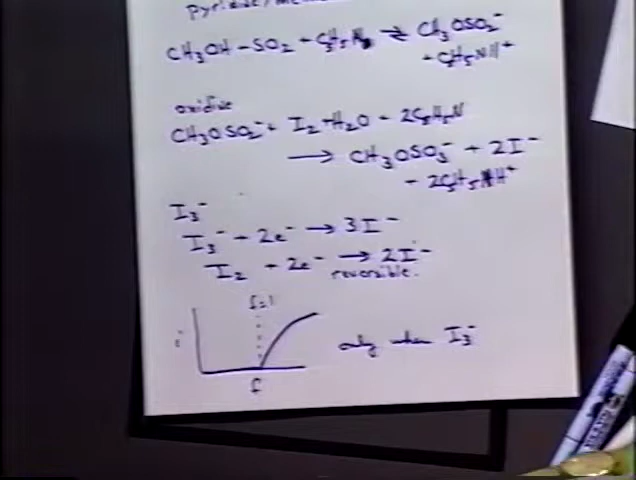 CH₃OH-SO₂ + C₅H₅N ⇌ CH₃OSO₂⁻
+ C₅H₅NH⁺
oxidize
CH₃OSO₂⁻ + I₂ + H₂O + 2C₅H₅N
⟶ CH₃OSO₃⁻ + 2I⁻
+ 2C₅H₅NH⁺
I₃⁻
I₃⁻ + 2e⁻ → 3I⁻
I₂ + 2e⁻ → 2I⁻
reversible.
f=1
i
only when I₃⁻
f